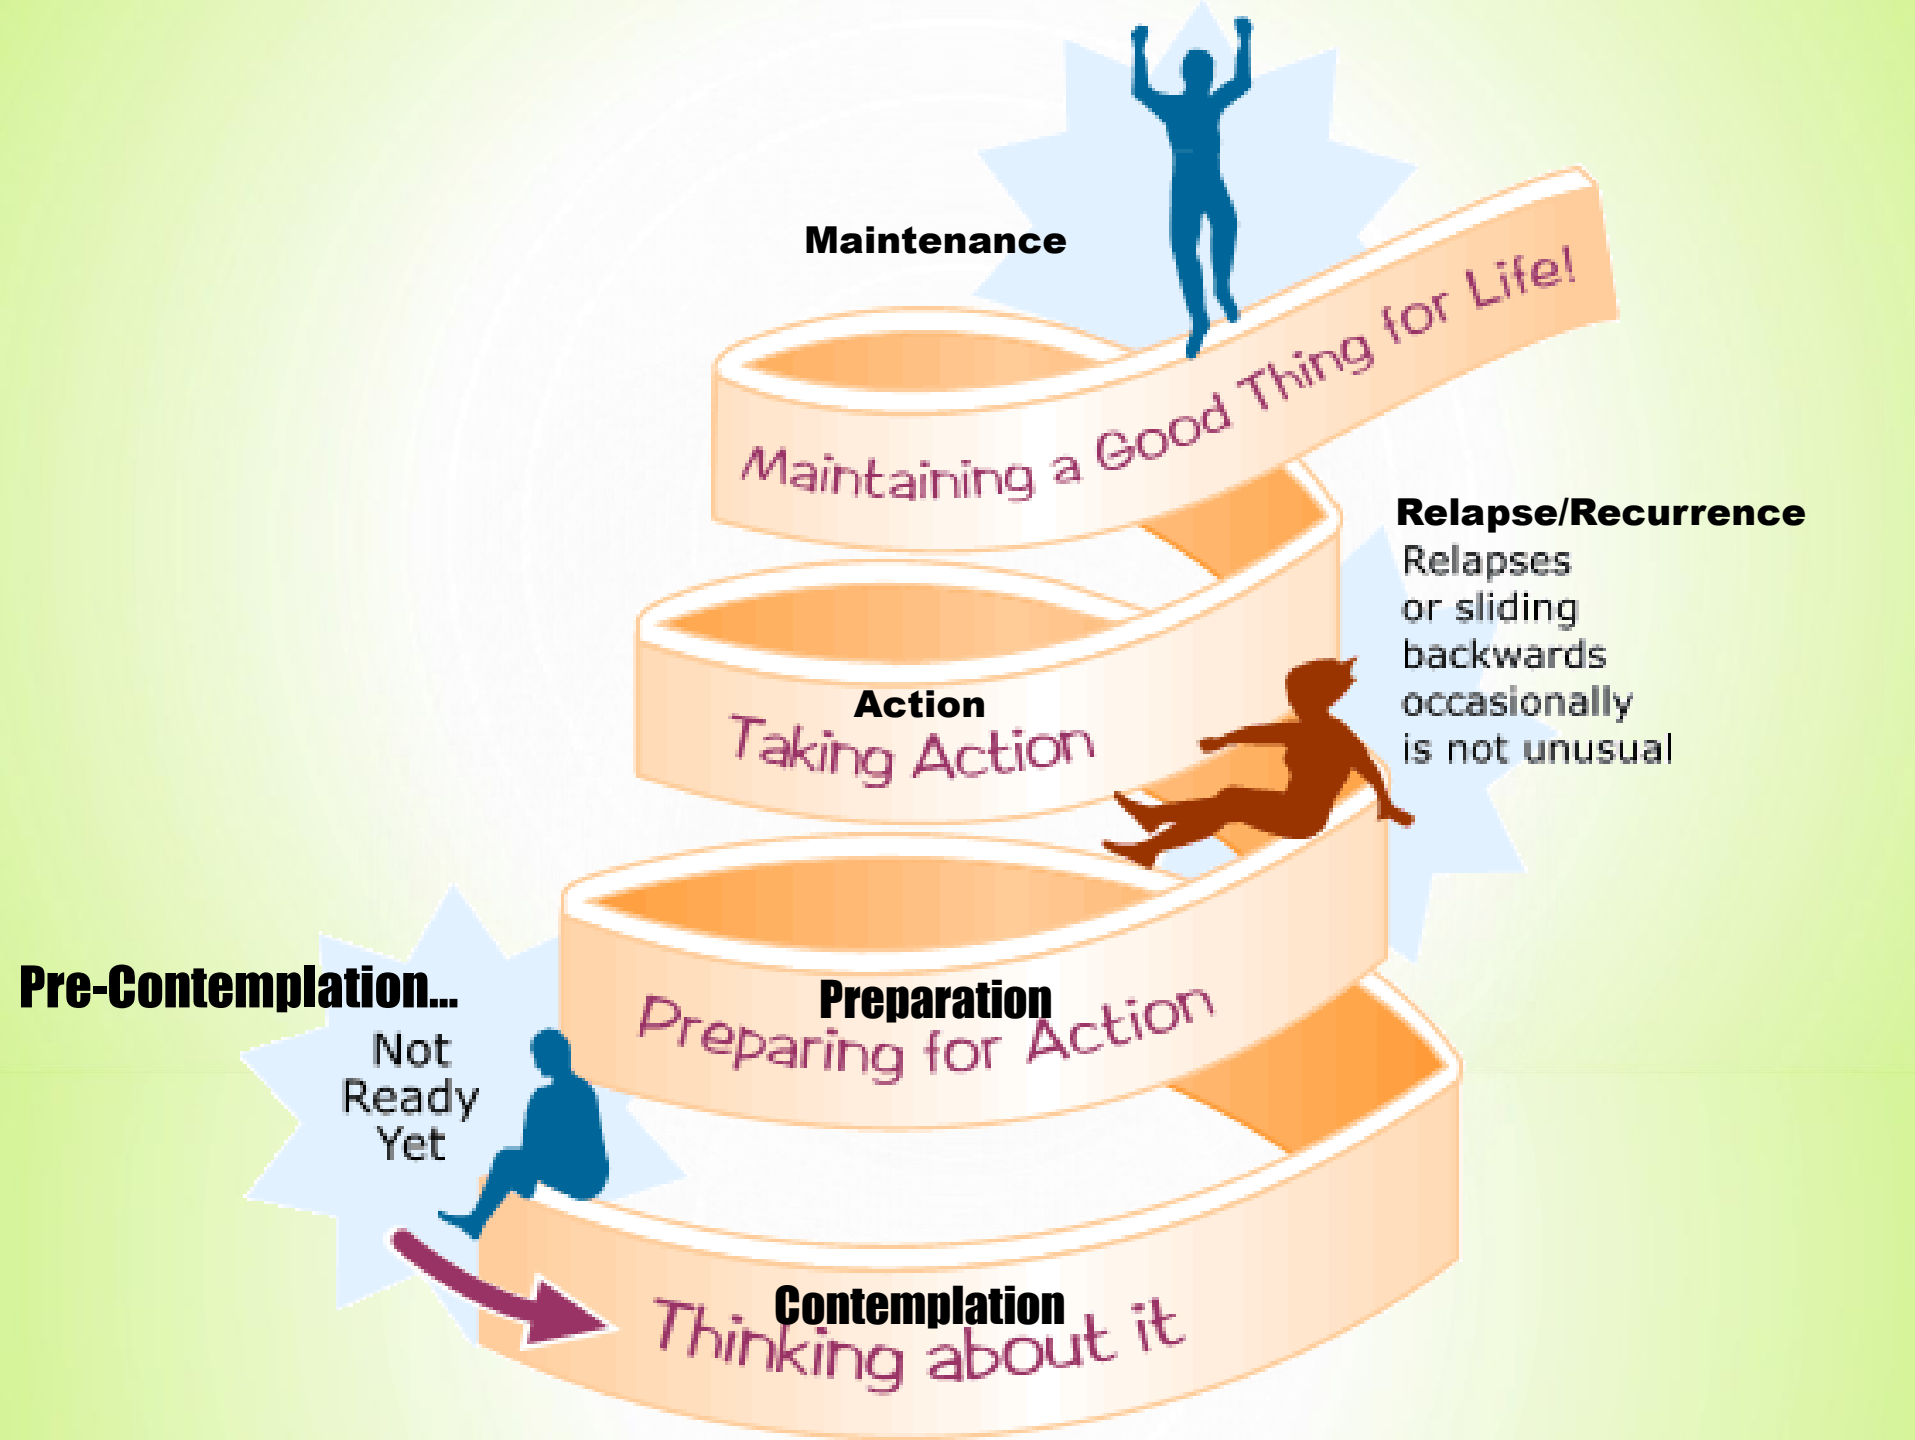 Maintenance
Maintaining a Good Thing for Life!
Relapse/Recurrence
Relapses
or sliding
backwards
occasionally
is not unusual
Action
Taking Action
Pre-Contemplation...
Not
Ready
Yet
Preparation
Preparing for Action
Contemplation
Thinking about it